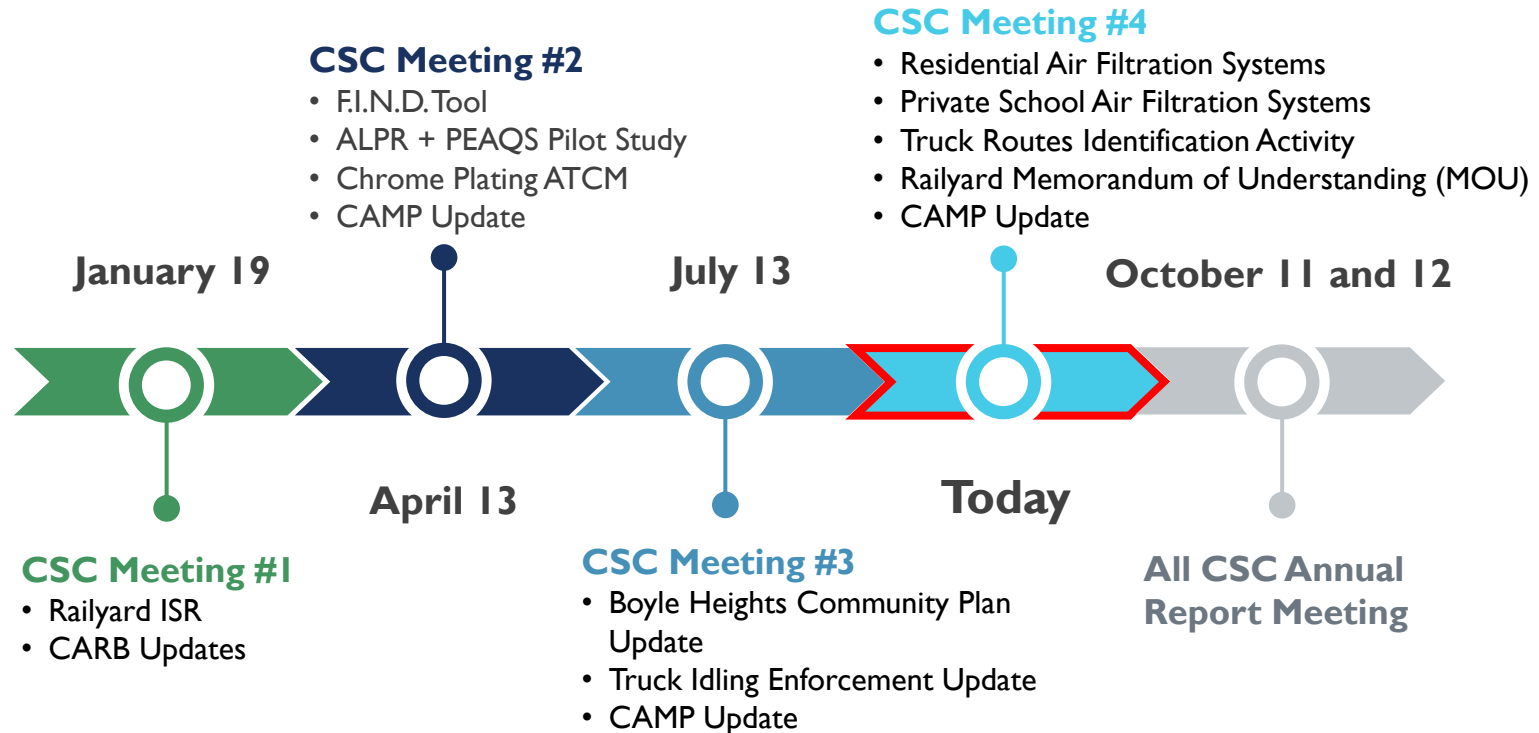 CSC Meeting #4
• Residential Air Filtration Systems
• Private School Air Filtration Systems
• Truck Routes Identification Activity
• Railyard Memorandum of Understanding (MOU)
• CAMP Update
CSC Meeting #2
• F.I.N.D. Tool
• ALPR + PEAQS Pilot Study
• Chrome Plating ATCM
• CAMP Update
January 19
July 13
October 11 and 12
April 13
Today
CSC Meeting #1
• Railyard ISR
• CARB Updates
CSC Meeting #3
• Boyle Heights Community Plan
Update
• Truck Idling Enforcement Update
• CAMP Update
All CSC Annual
Report Meeting